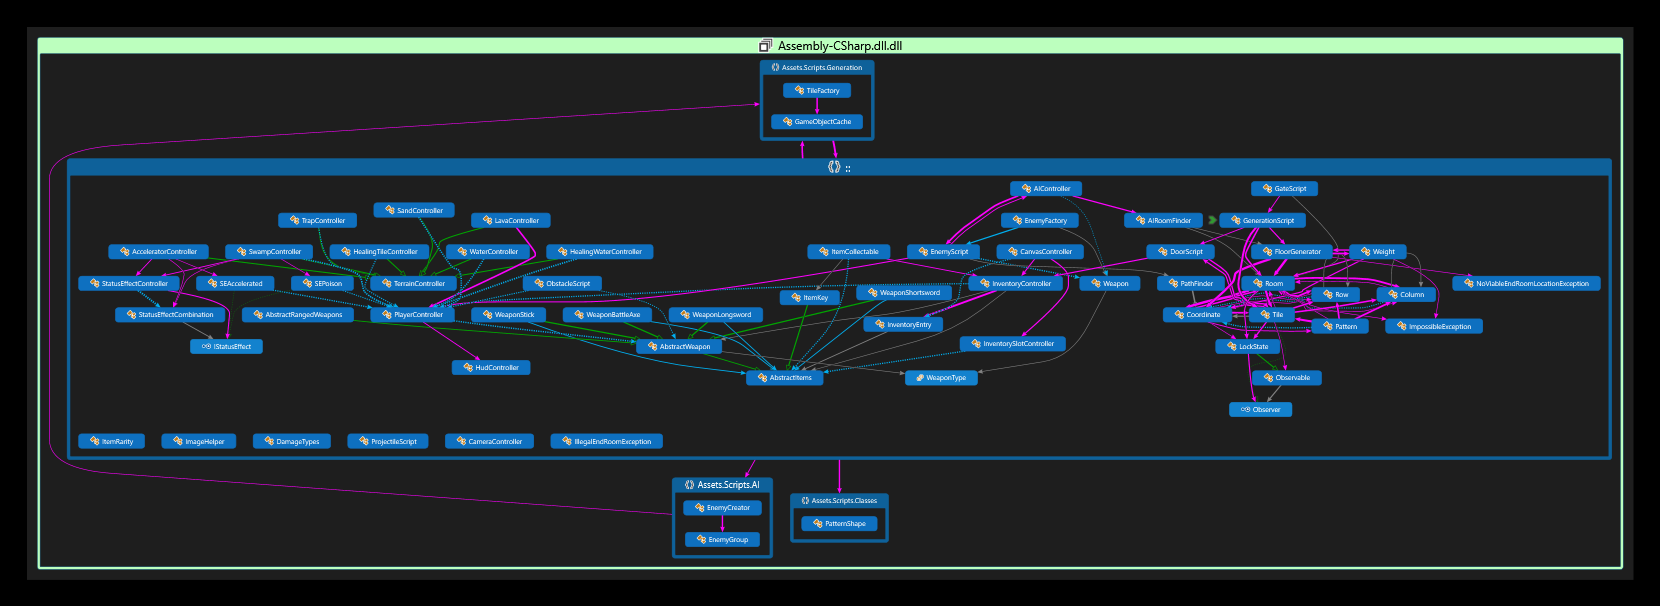 Assembly-CSharp.dll.dll
Assets.Scripts.Generation
TileFactory
GameObjectCache
::
AIController
GateScript
SandController
TrapController
LavaController
EnemyFactory
AIRoomFinder
GenerationScript
AcceleratorController
SwampController
HealingTileController
WaterController
HealingWaterController
ItemCollectable
EnemyScript
CanvasController
DoorScript
FloorGenerator
Weight
StatusEffectController
SEAccelerated
SEPoison
TerrainController
ObstacleScript
InventoryController
Weapon
PathFinder
Room
NoViableEndRoomLocationException
ItemKey
WeaponShortsword
Row
Column
StatusEffectCombination
AbstractRangedWeapons
PlayerController
WeaponStick
WeaponBattleAxe
WeaponLongsword
Coordinate
Tile
InventoryEntry
Pattern
ImpossibleException
IStatusEffect
AbstractWeapon
InventorySlotController
LockState
HudController
AbstractItems
WeaponType
Observable
Observer
ItemRarity
ImageHelper
DamageTypes
ProjectileScript
CameraController
IllegalEndRoomException
Assets.Scripts.AI
EnemyCreator
EnemyGroup
Assets.Scripts.Classes
PatternShape